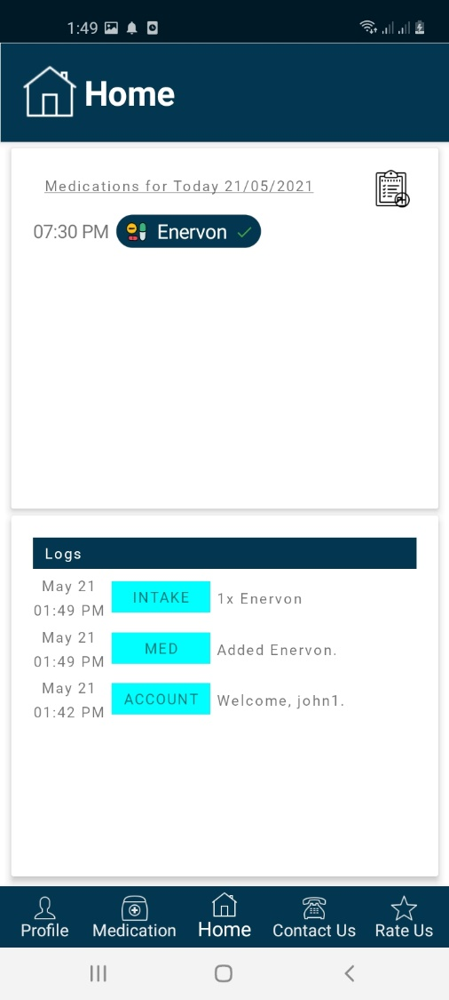 1:49
Home
Medications for Today 21/05/2021
PH
07:30 PM Enervon
Logs
May 21
01:49 PM INTAKE 1x Enervon
May 21
01:49 PM MED Added Enervon.
May 21
01:42 PM ACCOUNT Welcome, john1.
Profile Medication Home Contact Us Rate Us